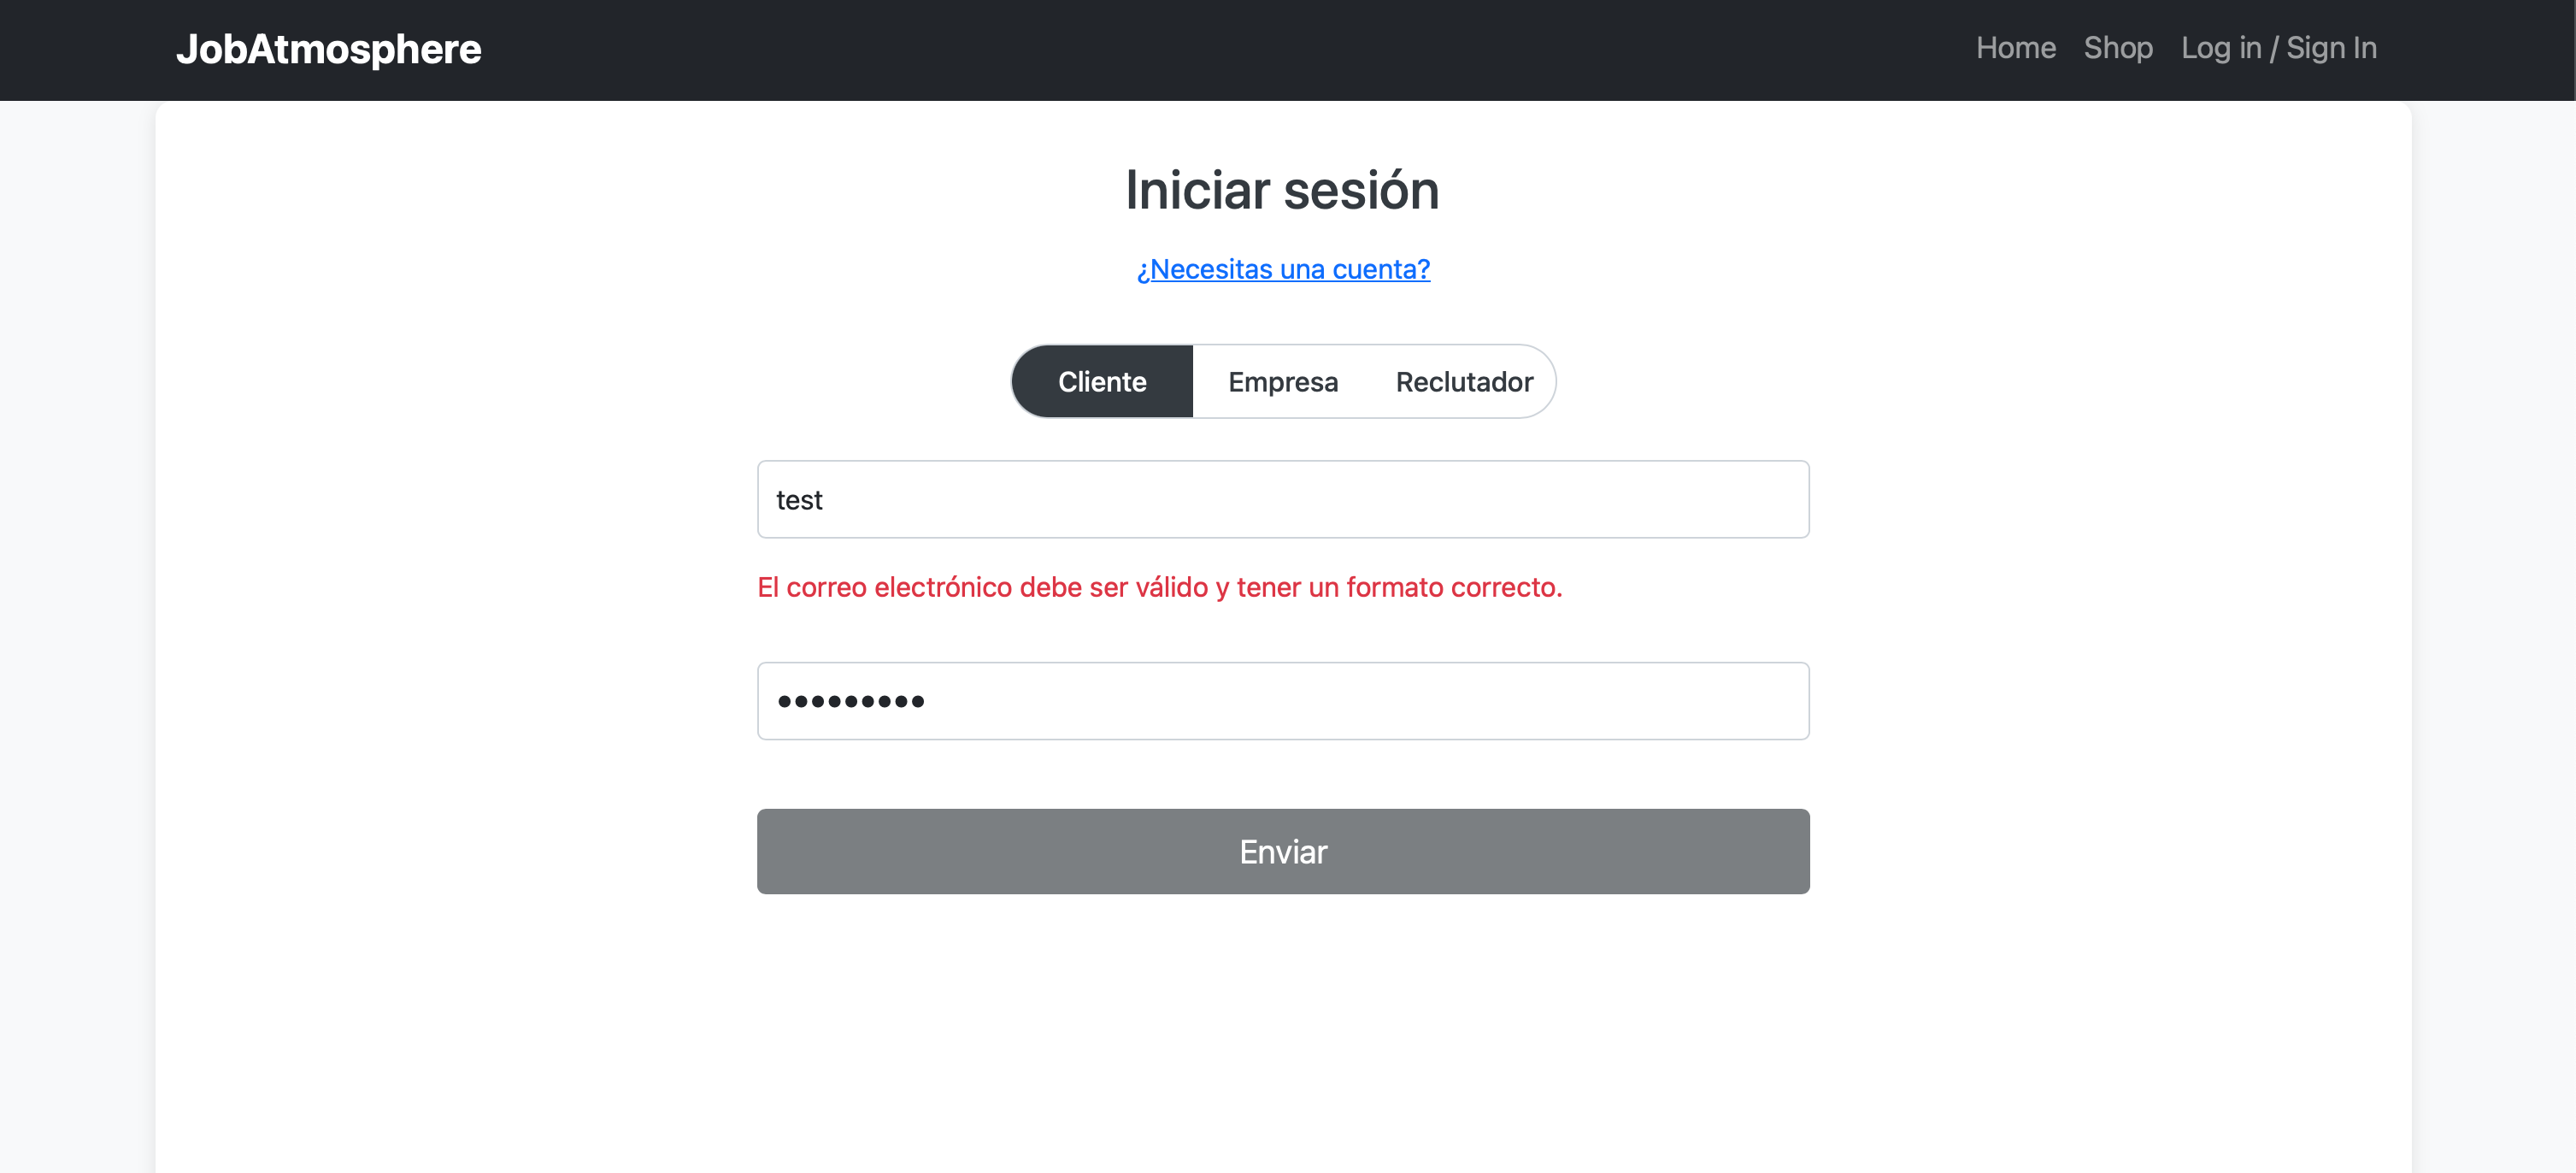 JobAtmosphere
Home Shop Log in / Sign In
Iniciar sesión
¿Necesitas una cuenta?
Cliente Empresa Reclutador
test
El correo electrónico debe ser válido y tener un formato correcto.
•••••••••
Enviar